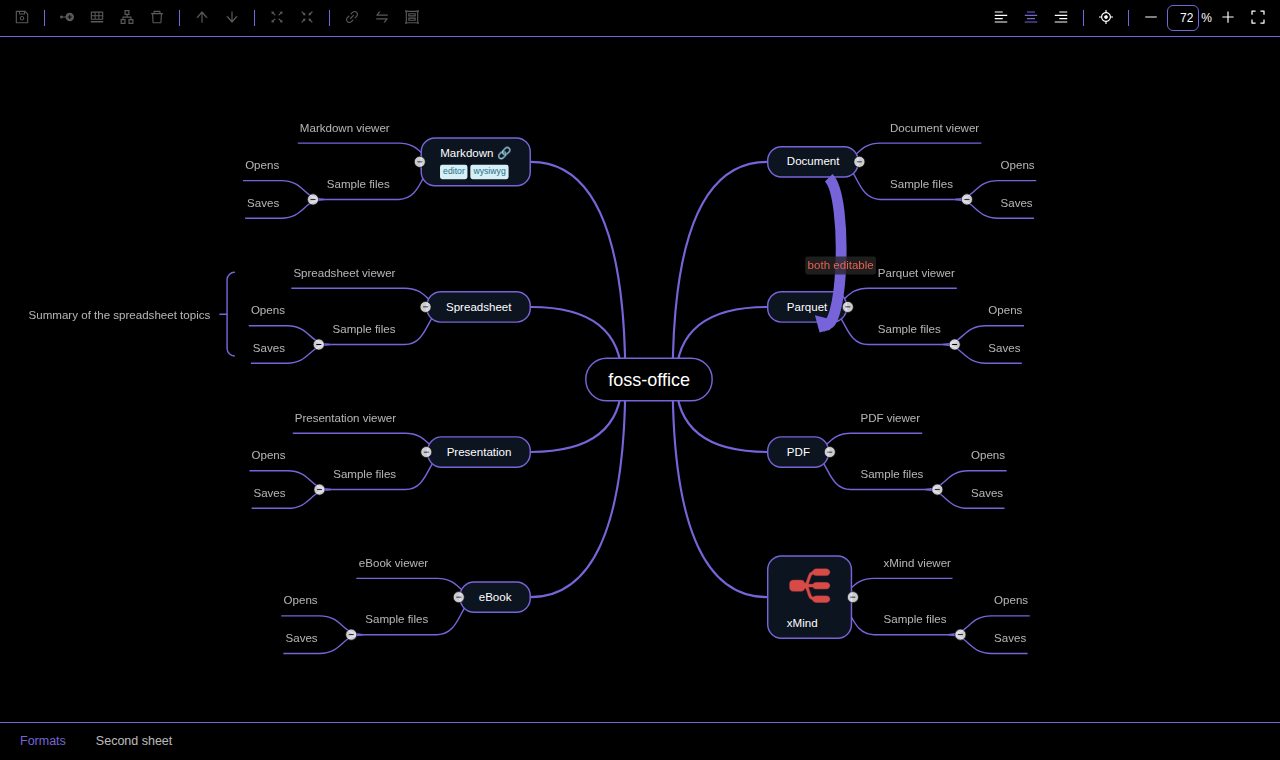 72 %
Markdown viewer
Markdown
editor wysiwyg
Opens
Sample files
Saves
Spreadsheet viewer
Spreadsheet
Opens
Sample files
Saves
Summary of the spreadsheet topics
Presentation viewer
Presentation
Opens
Sample files
Saves
eBook viewer
eBook
Opens
Sample files
Saves
foss-office
Document viewer
Document
Opens
Sample files
Saves
both editable
Parquet viewer
Parquet
Opens
Sample files
Saves
PDF viewer
PDF
Opens
Sample files
Saves
xMind viewer
xMind
Opens
Sample files
Saves
Formats
Second sheet